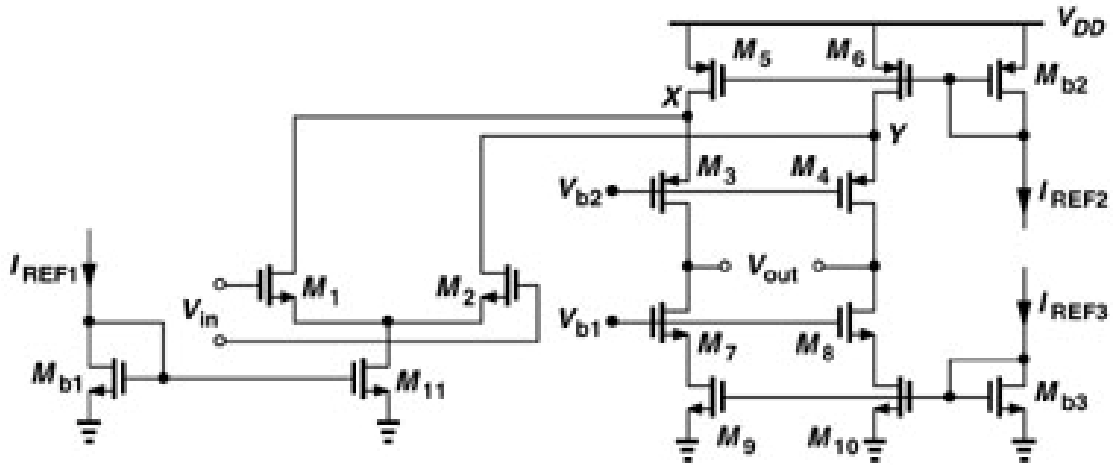 V_DD
M_5 M_6 M_b2
X Y
M_3 M_4
V_b2 I_REF2
I_REF1 M_1 M_2 V_out
V_in V_b1 I_REF3
M_7 M_8
M_b1 M_11 M_b3
M_9 M_10